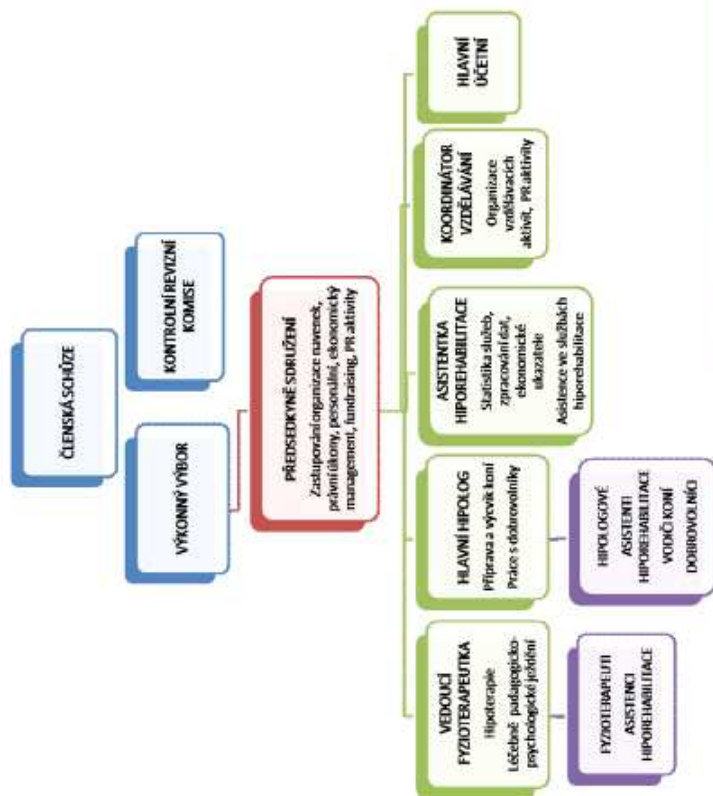 ČLENSKÁ SCHŮZE
VÝKONNÝ VÝBOR
KONTROLNÍ REVIZNÍ
KOMISE
PŘEDSEDKYNĚ SDRUŽENÍ
Zastupování organizace navenek,
právní úkony, personální, ekonomický
management, fundraising, PR aktivity
VEDOUCÍ
FYZIOTERAPEUTKA
Hipoterapie
Léčebně padagogicko-
psychologické ježdění
HLAVNÍ HIPOLOG
Příprava a výcvik koní
Práce s dobrovolníky
ASISTENTKA
HIPOREHABILITACE
Statistika služeb,
zpracování dat,
ekonomické
ukazatele
Asistence ve službách
hiporehabilitace
KOORDINÁTOR
VZDĚLÁVÁNÍ
Organizace
vzdělávacích
aktivit, PR aktivity
HLAVNÍ
ÚČETNÍ
FYZIOTERAPEUTI
ASISTENCI
HIPOREHABILITACE
HIPOLOGOVÉ
ASISTENTI
HIPOREHABILITACE
VODIČI KONÍ
DOBROVOLNÍCI